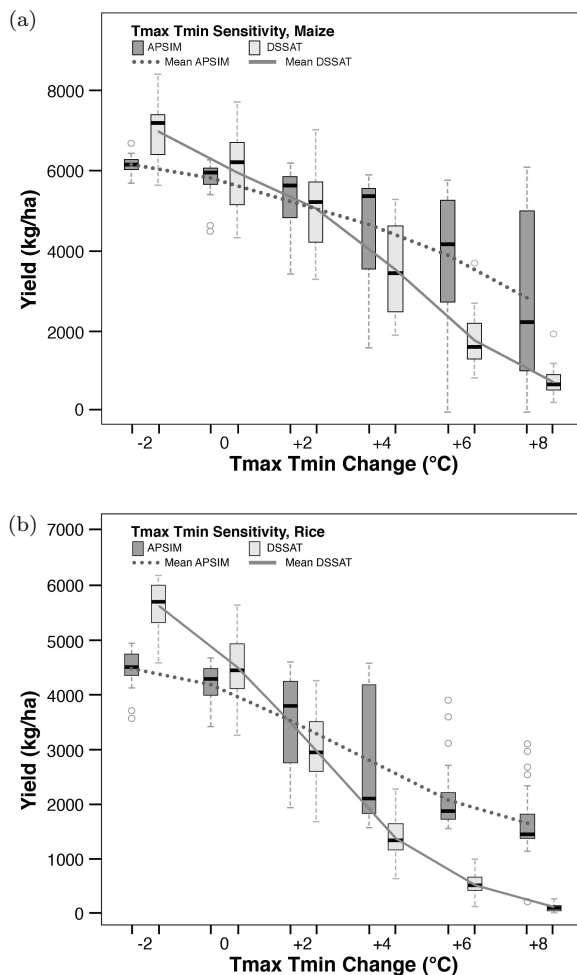 (a)
Tmax Tmin Sensitivity, Maize
APSIM DSSAT
Mean APSIM Mean DSSAT
8000
6000
4000
2000
0
Yield (kg/ha)
-2 0 +2 +4 +6 +8
Tmax Tmin Change (°C)
(b)
Tmax Tmin Sensitivity, Rice
APSIM DSSAT
Mean APSIM Mean DSSAT
7000
6000
5000
4000
3000
2000
1000
0
Yield (kg/ha)
-2 0 +2 +4 +6 +8
Tmax Tmin Change (°C)